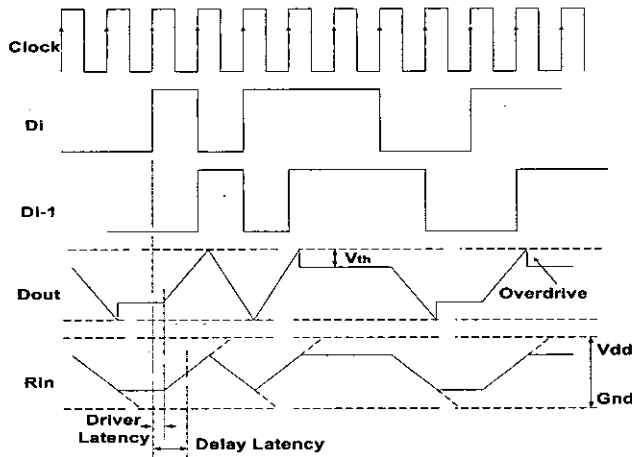 Clock
Di
Di-1
Vth
Dout
Overdrive
Vdd
Rin
Gnd
Driver
Latency
Delay Latency